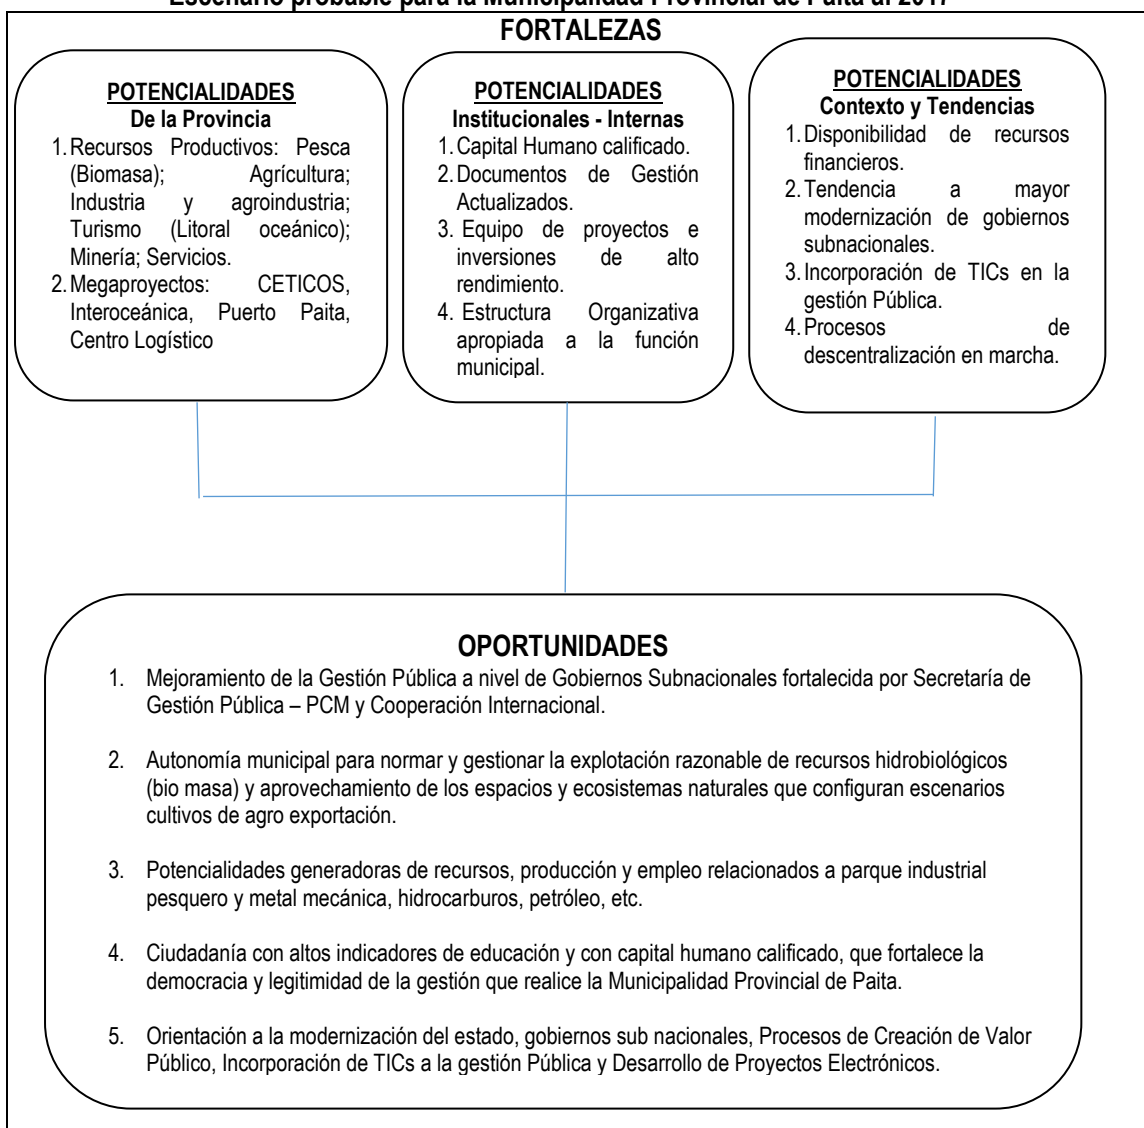 Escenario probable para la Municipalidad Provincial de Paita al 2017
FORTALEZAS
POTENCIALIDADES
De la Provincia
1. Recursos Productivos: Pesca
(Biomasa); Agrícultura;
Industria y agroindustria;
Turismo (Litoral oceánico);
Minería; Servicios.
2. Megaproyectos: CETICOS,
Interoceánica, Puerto Paita,
Centro Logístico
POTENCIALIDADES
Institucionales - Internas
1. Capital Humano calificado.
2. Documentos de Gestión
Actualizados.
3. Equipo de proyectos e
inversiones de alto
rendimiento.
4. Estructura Organizativa
apropiada a la función
municipal.
POTENCIALIDADES
Contexto y Tendencias
1. Disponibilidad de recursos
financieros.
2. Tendencia a mayor
modernización de gobiernos
subnacionales.
3. Incorporación de TICs en la
gestión Pública.
4. Procesos de
descentralización en marcha.
OPORTUNIDADES
1. Mejoramiento de la Gestión Pública a nivel de Gobiernos Subnacionales fortalecida por Secretaría de
Gestión Pública – PCM y Cooperación Internacional.
2. Autonomía municipal para normar y gestionar la explotación razonable de recursos hidrobiológicos
(bio masa) y aprovechamiento de los espacios y ecosistemas naturales que configuran escenarios
cultivos de agro exportación.
3. Potencialidades generadoras de recursos, producción y empleo relacionados a parque industrial
pesquero y metal mecánica, hidrocarburos, petróleo, etc.
4. Ciudadanía con altos indicadores de educación y con capital humano calificado, que fortalece la
democracia y legitimidad de la gestión que realice la Municipalidad Provincial de Paita.
5. Orientación a la modernización del estado, gobiernos sub nacionales, Procesos de Creación de Valor
Público, Incorporación de TICs a la gestión Pública y Desarrollo de Proyectos Electrónicos.